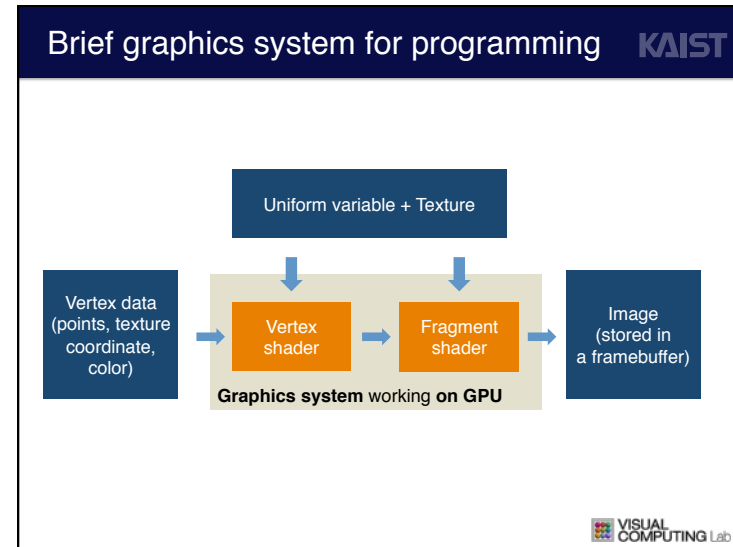 Brief graphics system for programming
KAIST
Uniform variable + Texture
Vertex data
(points, texture
coordinate,
color)
Vertex
shader
Fragment
shader
Image
(stored in
a framebuffer)
Graphics system working on GPU
VISUAL
COMPUTING Lab